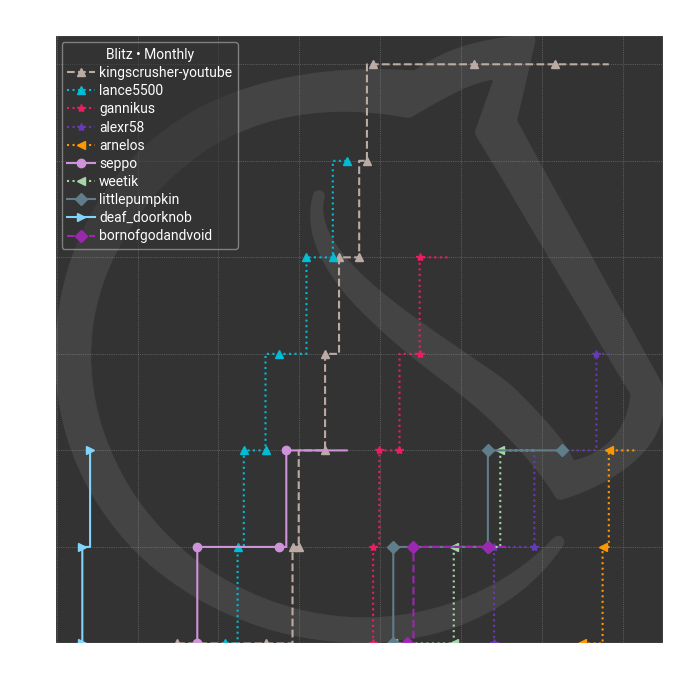 Blitz • Monthly
kingscrusher-youtube
lance5500
gannikus
alexr58
arnelos
seppo
weetik
littlepumpkin
deaf_doorknob
bornofgodandvoid